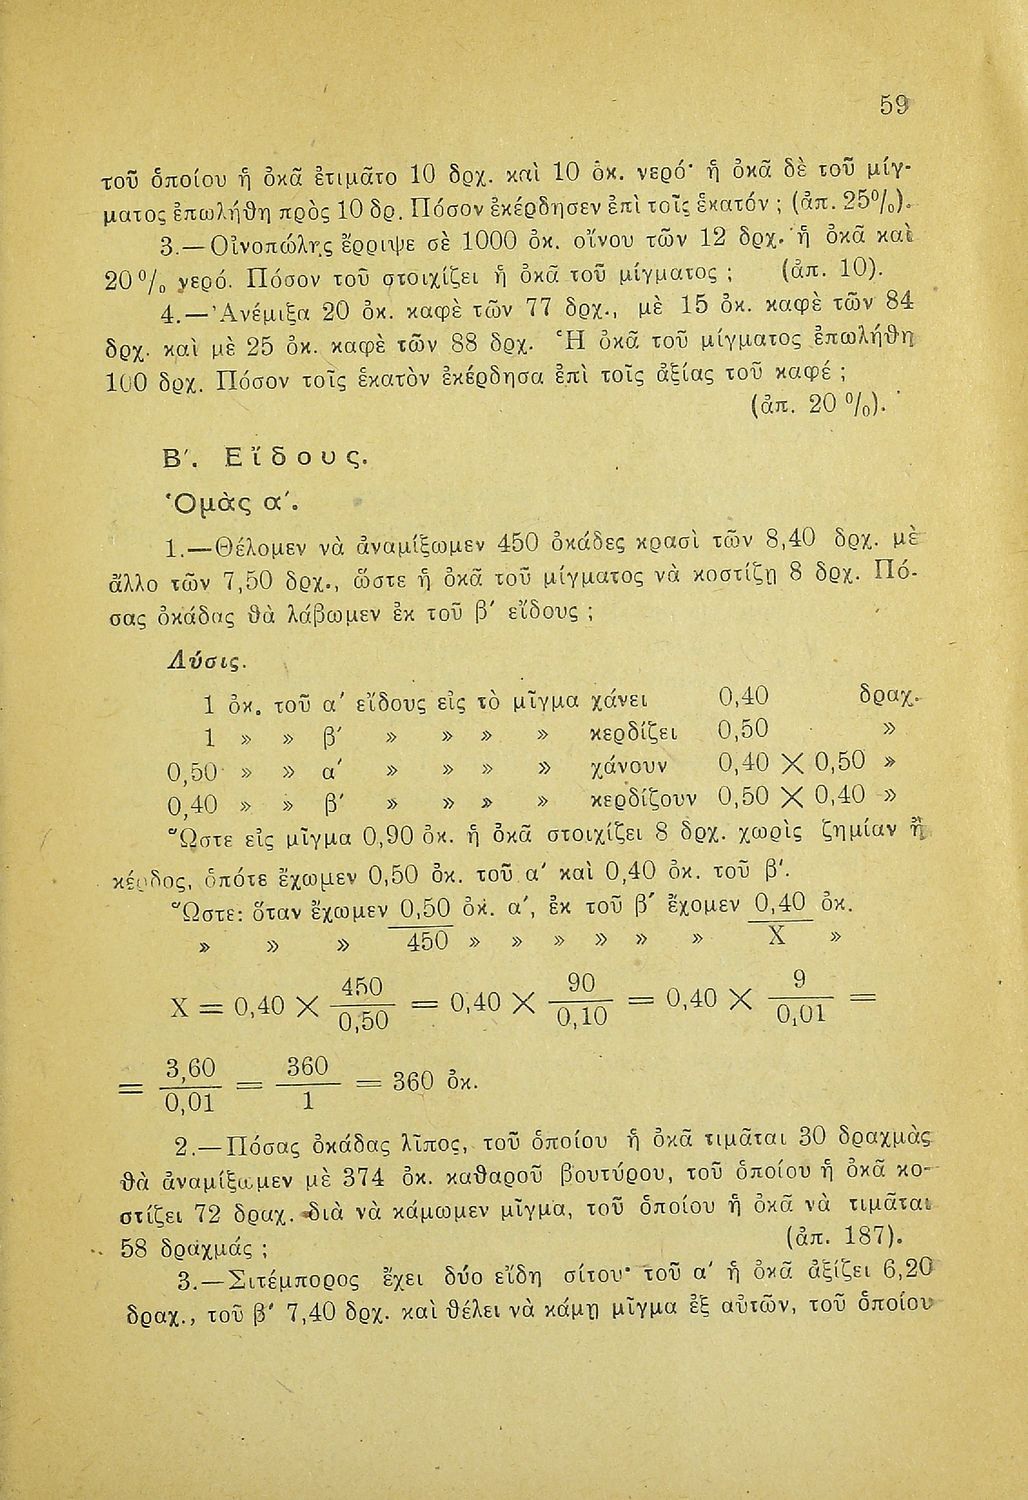 59
τοῦ ὁποίου ἡ ὀκᾶ ἐτιμᾶτο 10 δρχ. καὶ 10 ὀκ. νερό· ἡ ὀκᾶ δὲ τοῦ μίγ-
ματος ἐπωλήθη πρὸς 10 δρ. Πόσον ἐκέρδησεν ἐπὶ τοῖς ἑκατόν ; (ἀπ. 25%).
3.—Οἰνοπώλης ἔρριψε σὲ 1000 ὀκ. οἴνου τῶν 12 δρχ. ἡ ὀκᾶ καὶ
20% νερό. Πόσον τοῦ στοιχίζει ἡ ὀκᾶ τοῦ μίγματος ; (ἀπ. 10).
4.—Ἀνέμιξα 20 ὀκ. καφὲ τῶν 77 δρχ., μὲ 15 ὀκ. καφὲ τῶν 84
δρχ. καὶ μὲ 25 ὀκ. καφὲ τῶν 88 δρχ. Ἡ ὀκᾶ τοῦ μίγματος ἐπωλήθη
100 δρχ. Πόσον τοῖς ἑκατὸν ἐκέρδησα ἐπὶ τοῖς ἀξίας τοῦ καφέ ;
(ἀπ. 20 %).
Β΄. Εἴδους.
Ὁμὰς α΄.
1.—Θέλομεν νὰ ἀναμίξωμεν 450 ὀκάδες κρασὶ τῶν 8,40 δρχ. μὲ
ἄλλο τῶν 7,50 δρχ., ὥστε ἡ ὀκᾶ τοῦ μίγματος νὰ κοστίζῃ 8 δρχ. Πό-
σας ὀκάδας θὰ λάβωμεν ἐκ τοῦ β΄ εἴδους ;
Λύσις.
1 ὀκ. τοῦ α΄ εἴδους εἰς τὸ μῖγμα χάνει 0,40 δραχ.
1 » » β΄ » » » » κερδίζει 0,50 »
0,50 » » α΄ » » » » χάνουν 0,40 × 0,50 »
0,40 » » β΄ » » » » κερδίζουν 0,50 × 0,40 »
Ὥστε εἰς μῖγμα 0,90 ὀκ. ἡ ὀκᾶ στοιχίζει 8 δρχ. χωρὶς ζημίαν ἢ
κέρδος, ὁπότε ἔχωμεν 0,50 ὀκ. τοῦ α΄ καὶ 0,40 ὀκ. τοῦ β΄.
Ὥστε: ὅταν ἔχωμεν 0,50 ὀκ. α΄, ἐκ τοῦ β΄ ἔχομεν 0,40 ὀκ.
» » » 450 » » » » » » Χ »
Χ = 0,40 × 450/0,50 = 0,40 × 90/0,10 = 0,40 × 9/0,01 =
= 3,60/0,01 = 360/1 = 360 ὀκ.
2.—Πόσας ὀκάδας λῖπος, τοῦ ὁποίου ἡ ὀκᾶ τιμᾶται 30 δραχμὰς
θὰ ἀναμίξωμεν μὲ 374 ὀκ. καθαροῦ βουτύρου, τοῦ ὁποίου ἡ ὀκᾶ κο-
στίζει 72 δραχ. διὰ νὰ κάμωμεν μῖγμα, τοῦ ὁποίου ἡ ὀκᾶ νὰ τιμᾶται
58 δραχμάς ; (ἀπ. 187).
3.—Σιτέμπορος ἔχει δύο εἴδη σίτου· τοῦ α΄ ἡ ὀκᾶ ἀξίζει 6,20
δραχ., τοῦ β΄ 7,40 δρχ. καὶ θέλει νὰ κάμῃ μῖγμα ἐξ αὐτῶν, τοῦ ὁποίου